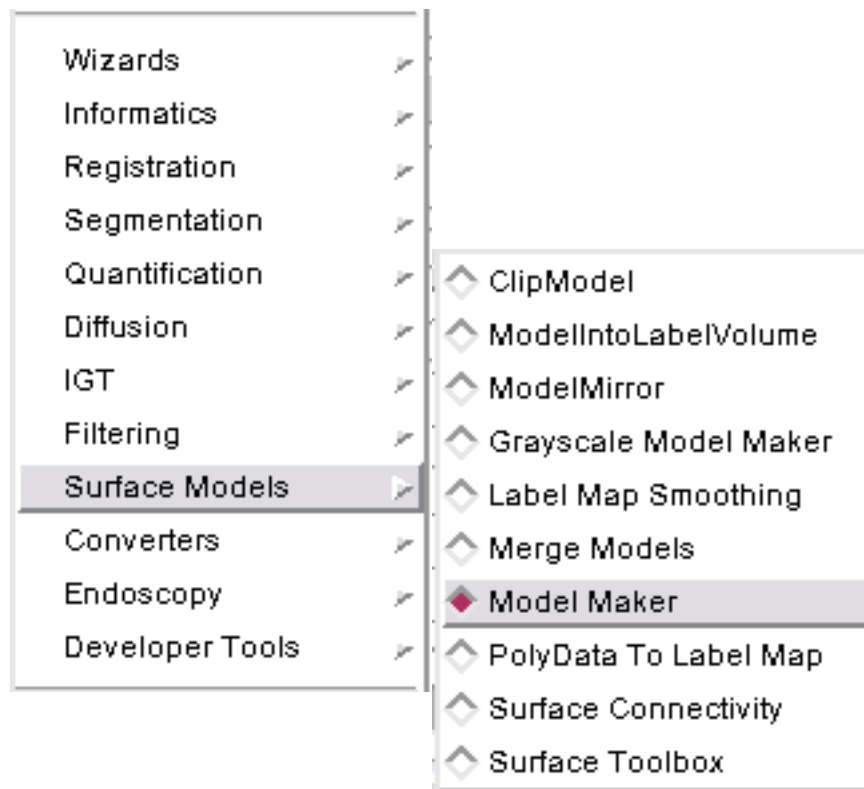 Wizards
Informatics
Registration
Segmentation
Quantification
Diffusion
IGT
Filtering
Surface Models
Converters
Endoscopy
Developer Tools
ClipModel
ModelIntoLabelVolume
ModelMirror
Grayscale Model Maker
Label Map Smoothing
Merge Models
Model Maker
PolyData To Label Map
Surface Connectivity
Surface Toolbox